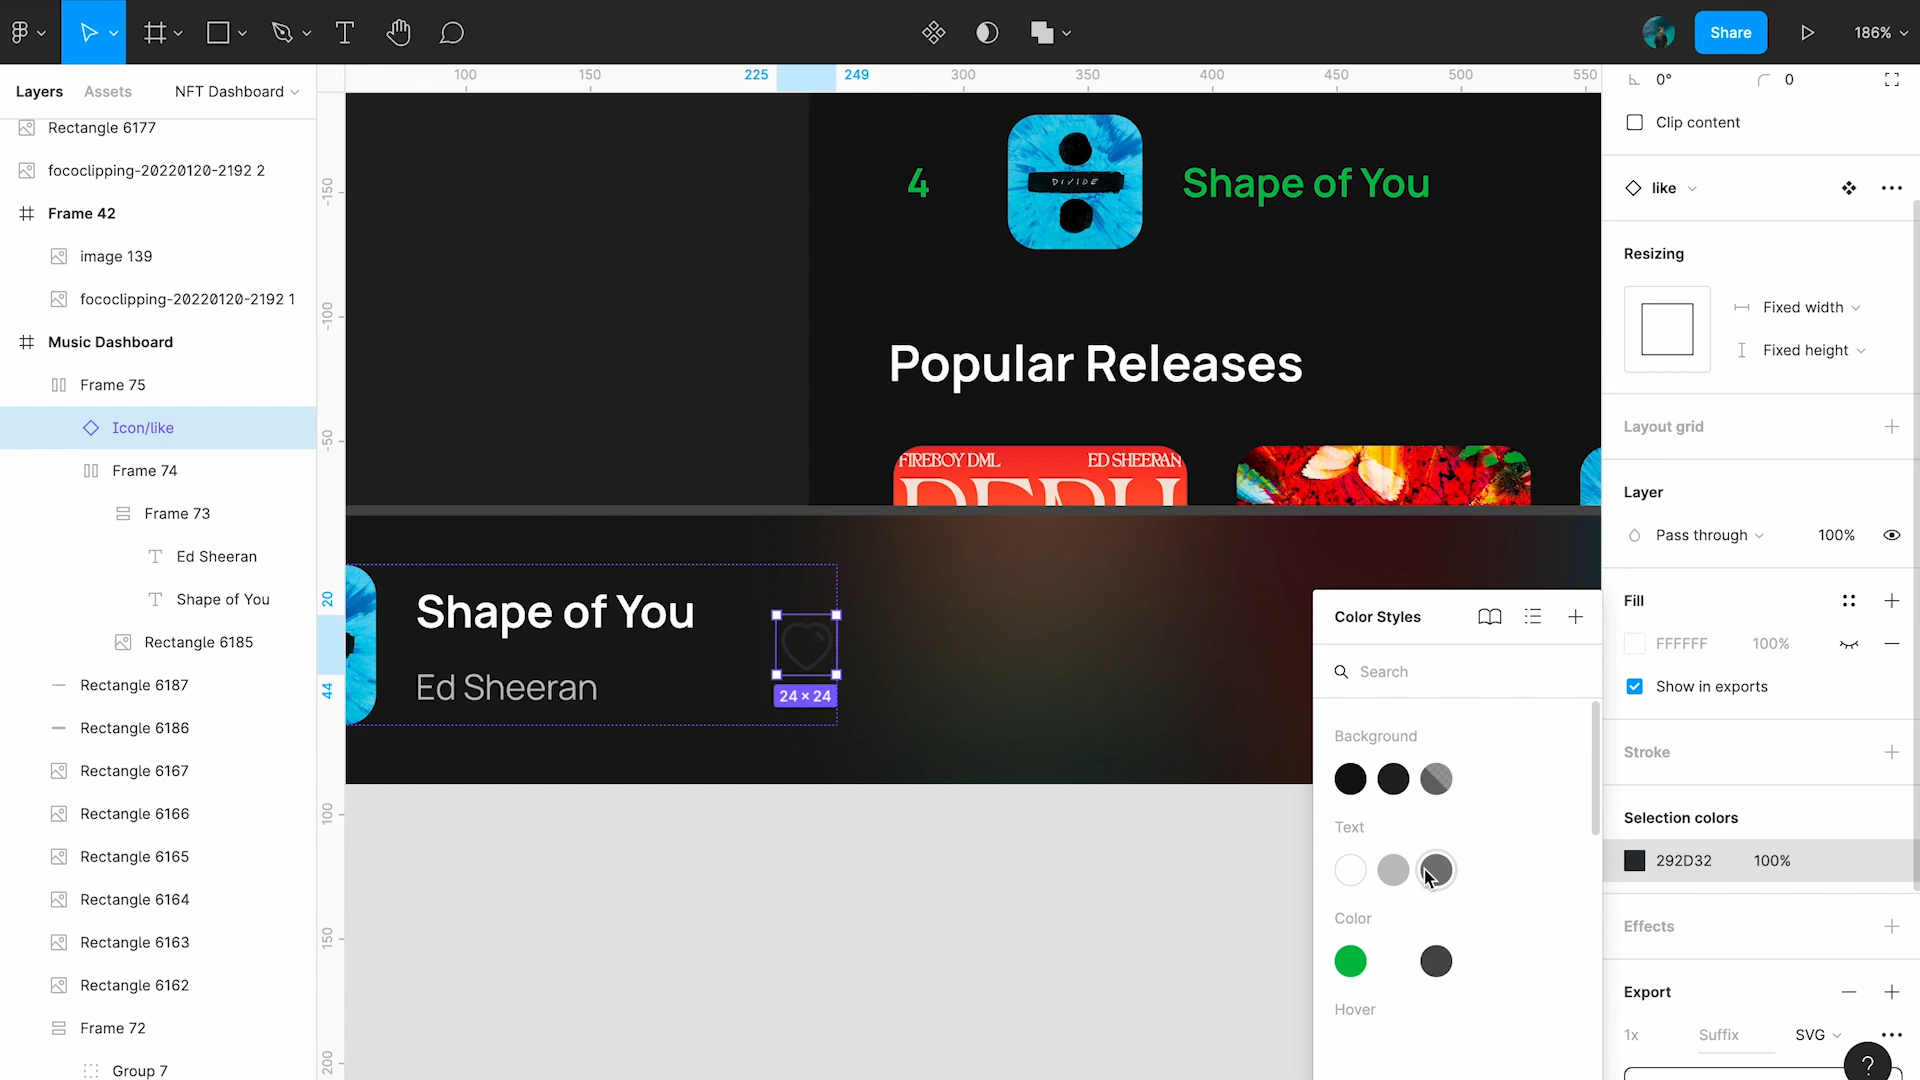 Share
186%
Layers
Assets
NFT Dashboard
100
150
225
249
300
350
400
450
500
550
0°
0
Rectangle 6177
Clip content
fococlipping-20220120-2192 2
4
DIVIDE
Shape of You
like
-150
Frame 42
image 139
Resizing
fococlipping-20220120-2192 1
Fixed width
-100
Music Dashboard
Popular Releases
Fixed height
Frame 75
Icon/like
Layout grid
-50
Frame 74
FIREBOY DML
ED SHEERAN
PERU
Layer
Frame 73
Pass through
100%
Ed Sheeran
Shape of You
20
Shape of You
Fill
Color Styles
Rectangle 6185
FFFFFF
100%
Search
Rectangle 6187
44
Ed Sheeran
24 × 24
Show in exports
Rectangle 6186
Background
Stroke
Rectangle 6167
Rectangle 6166
100
Text
Selection colors
Rectangle 6165
292D32
100%
Rectangle 6164
Color
Effects
Rectangle 6163
150
Rectangle 6162
Export
Hover
Frame 72
1x
Suffix
SVG
200
Group 7
?